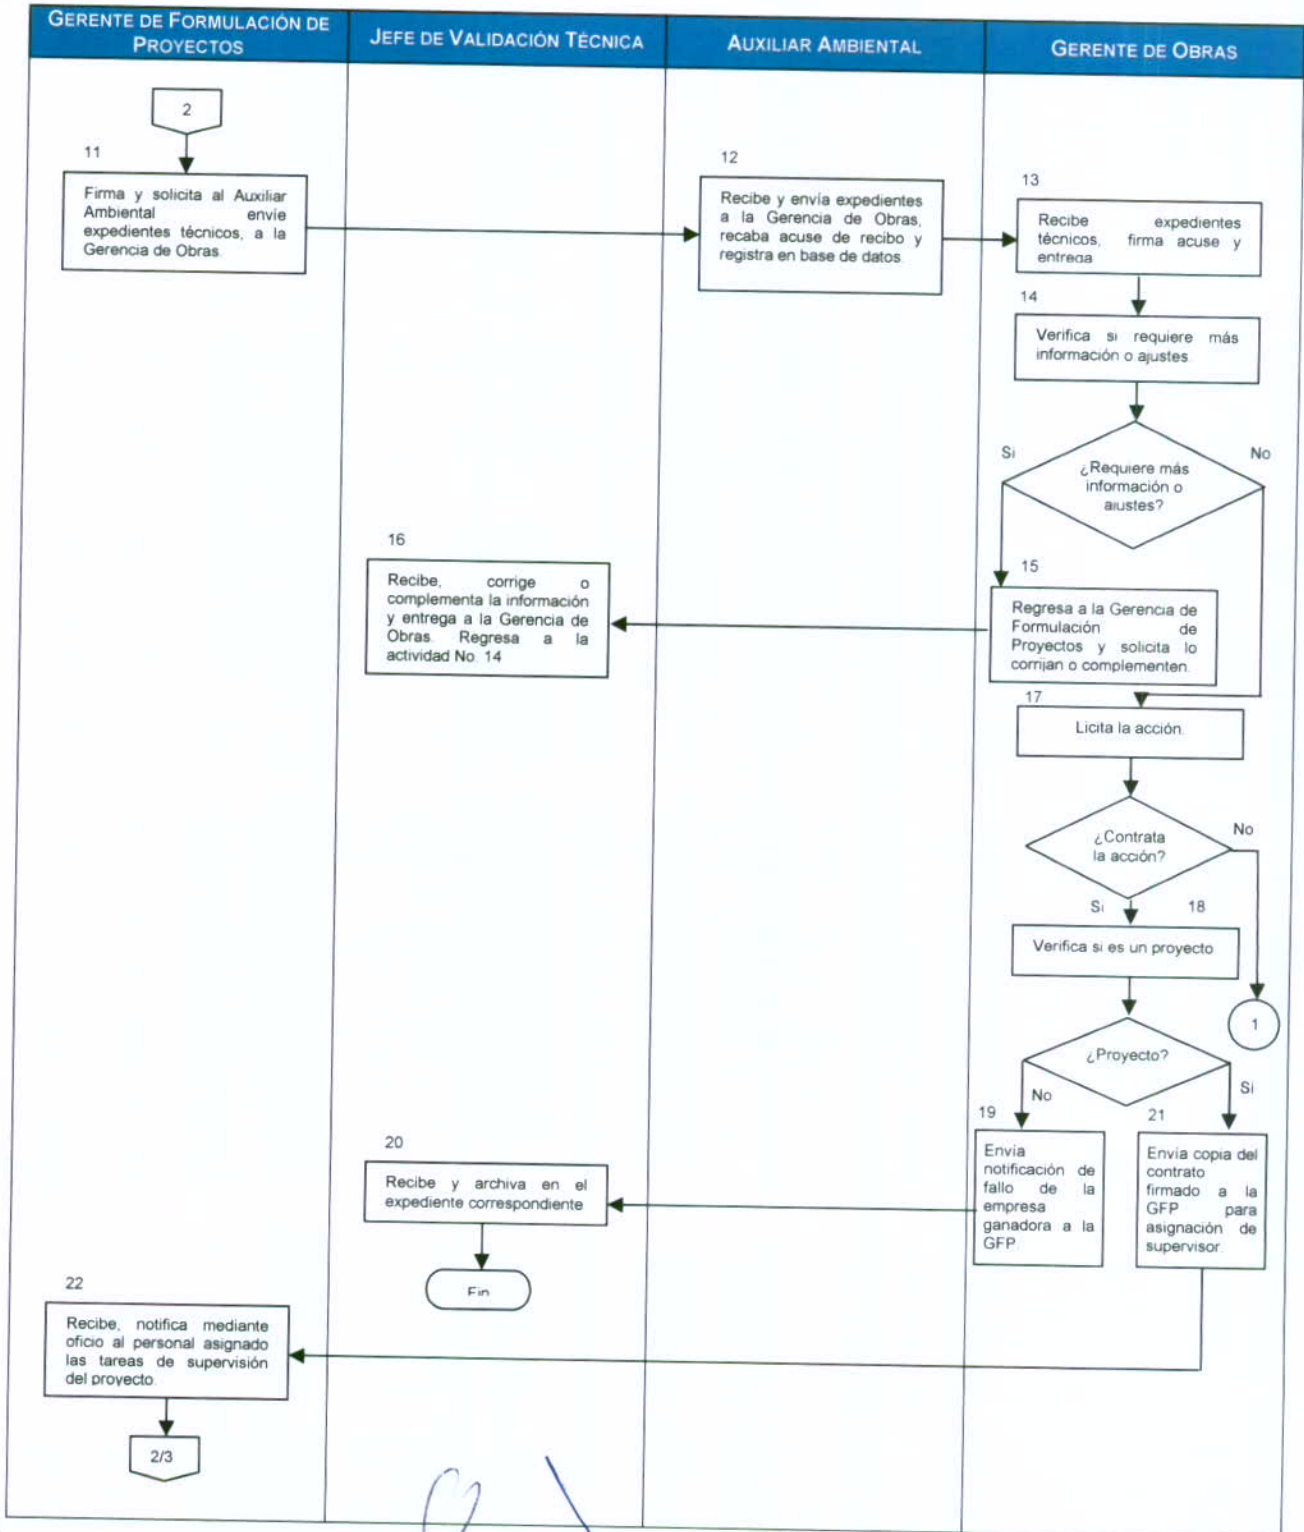 GERENTE DE FORMULACIÓN DE
PROYECTOS
JEFE DE VALIDACIÓN TÉCNICA
AUXILIAR AMBIENTAL
GERENTE DE OBRAS
2
11
Firma y solicita al Auxiliar
Ambiental envíe
expedientes técnicos, a la
Gerencia de Obras.
12
Recibe y envía expedientes
a la Gerencia de Obras,
recaba acuse de recibo y
registra en base de datos.
13
Recibe expedientes
técnicos, firma acuse y
entrega
14
Verifica si requiere más
información o ajustes
Si
No
¿Requiere más
información o
ajustes?
15
Regresa a la Gerencia de
Formulación de
Proyectos y solicita lo
corrijan o complementen.
16
Recibe, corrige o
complementa la información
y entrega a la Gerencia de
Obras. Regresa a la
actividad No. 14
17
Licita la acción.
¿Contrata
la acción?
No
Si
18
Verifica si es un proyecto
1
¿Proyecto?
No
Si
19
Envía
notificación de
fallo de la
empresa
ganadora a la
GFP
21
Envía copia del
contrato
firmado a la
GFP para
asignación de
supervisor.
20
Recibe y archiva en el
expediente correspondiente
Fin
22
Recibe, notifica mediante
oficio al personal asignado
las tareas de supervisión
del proyecto.
2/3